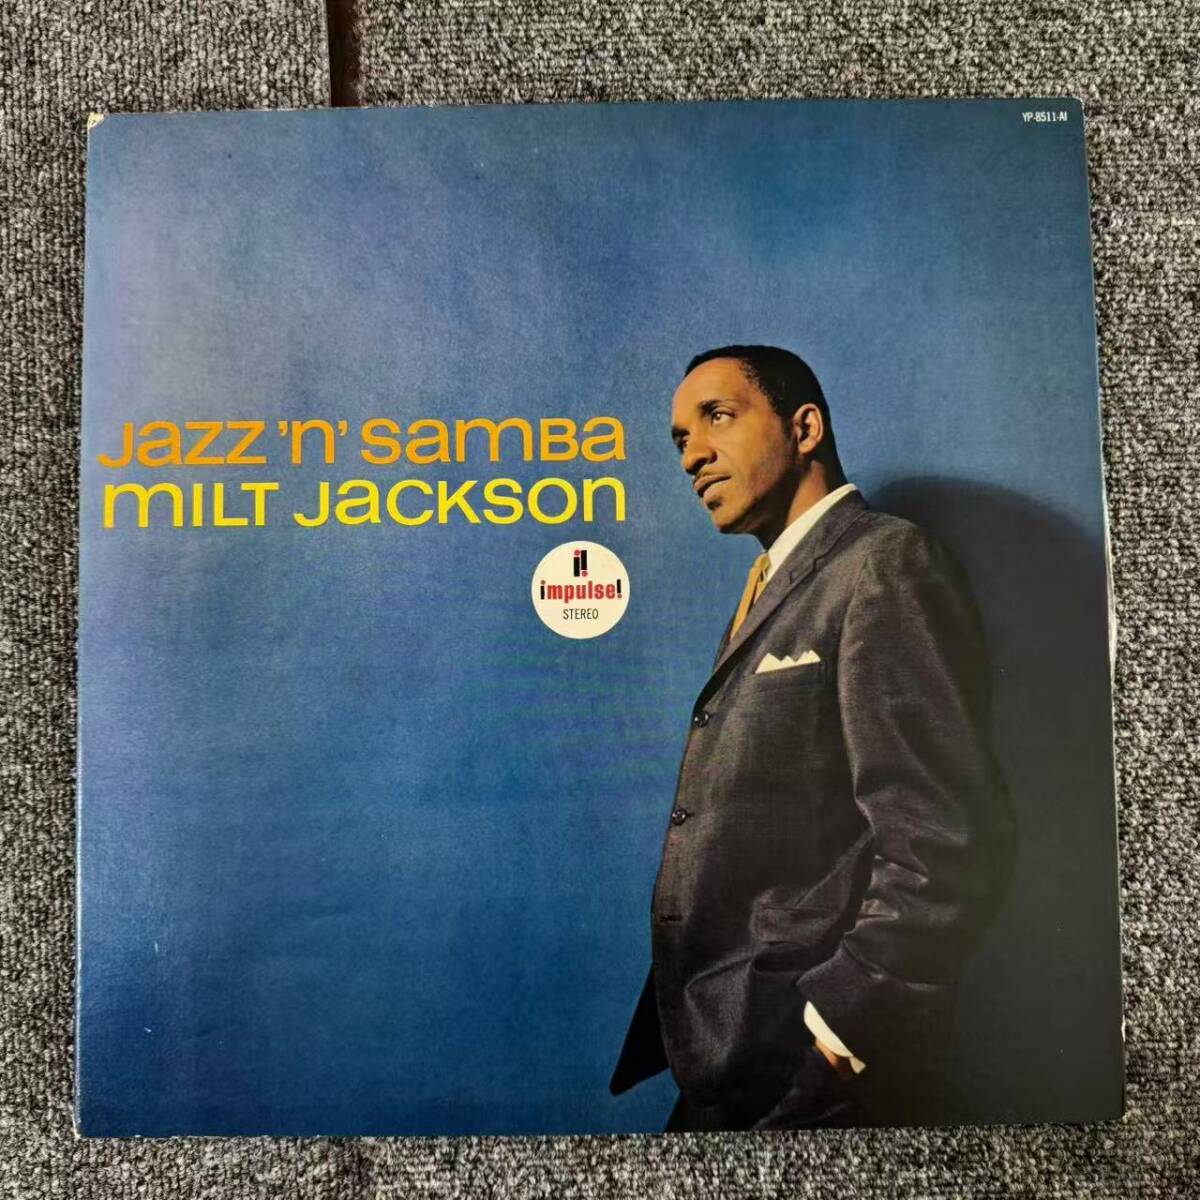 YP-8511-AI
Jazz 'n' Samba
Milt Jackson
impulse!
STEREO